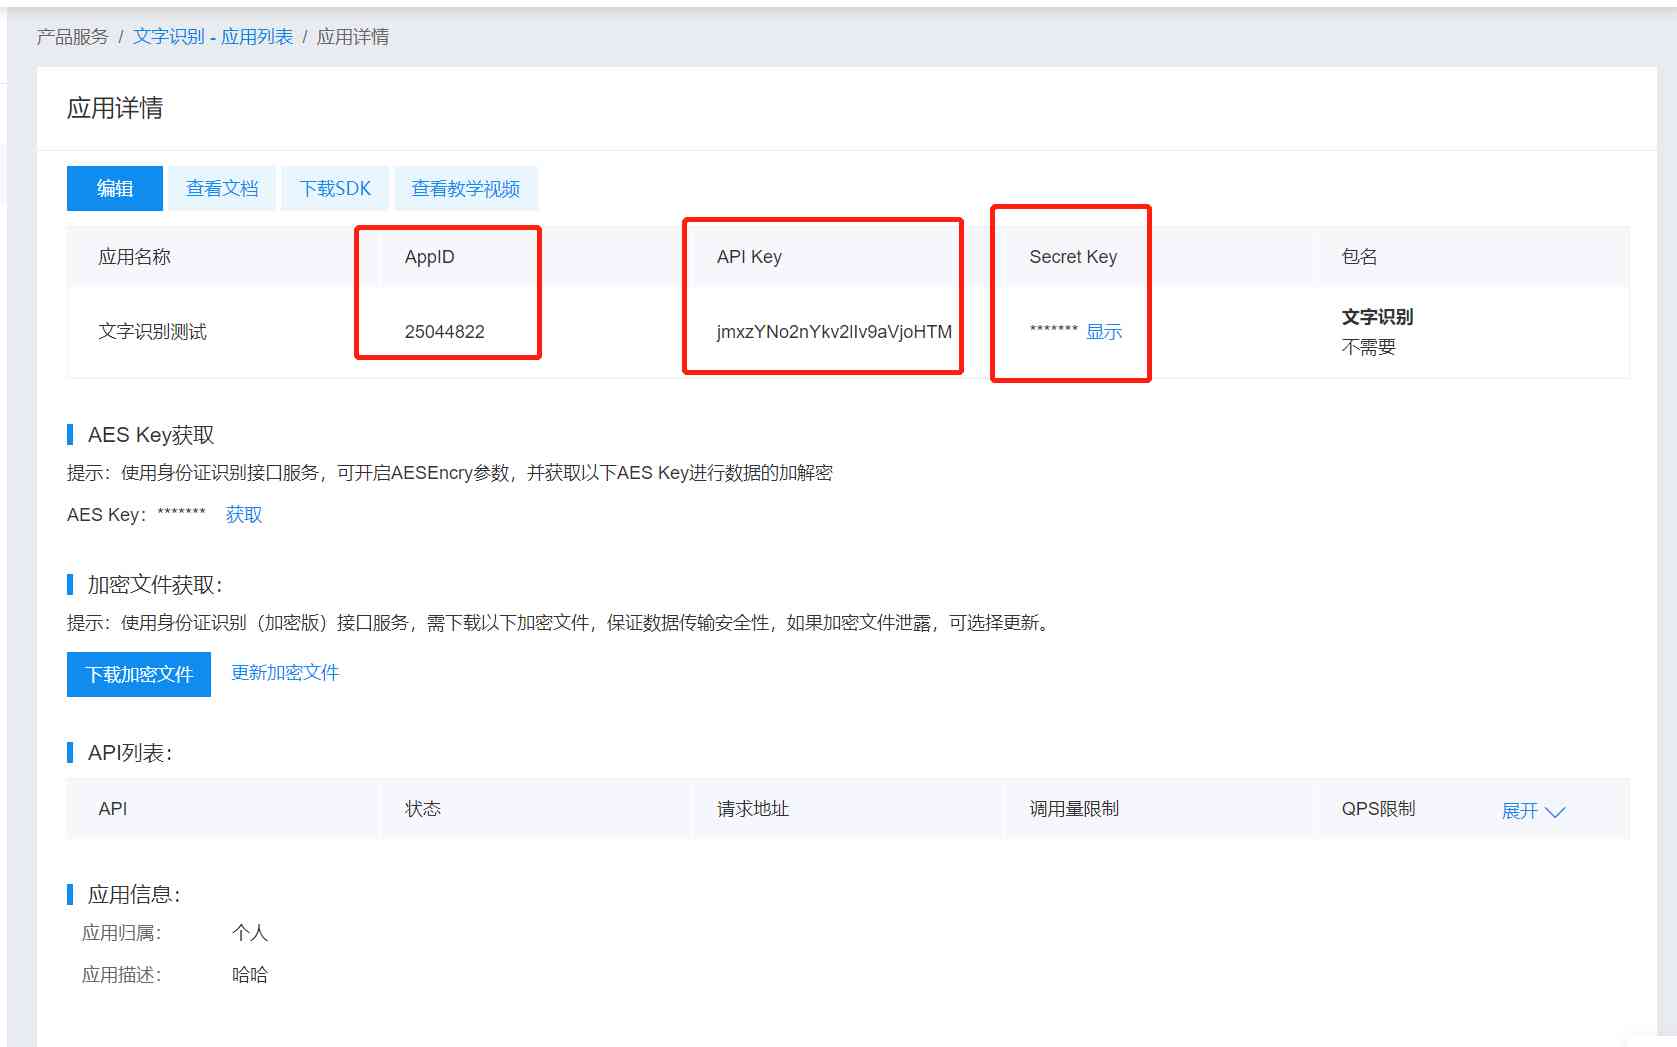 产品服务 / 文字识别 - 应用列表 / 应用详情
应用详情
编辑 查看文档 下载SDK 查看教学视频
应用名称 AppID API Key Secret Key 包名
文字识别测试 25044822 jmxzYNo2nYkv2lIv9aVjoHTM ******* 显示 文字识别
不需要
AES Key获取
提示：使用身份证识别接口服务，可开启AESEncry参数，并获取以下AES Key进行数据的加解密
AES Key：******* 获取
加密文件获取：
提示：使用身份证识别（加密版）接口服务，需下载以下加密文件，保证数据传输安全性，如果加密文件泄露，可选择更新。
下载加密文件 更新加密文件
API列表：
API 状态 请求地址 调用量限制 QPS限制 展开
应用信息：
应用归属： 个人
应用描述： 哈哈